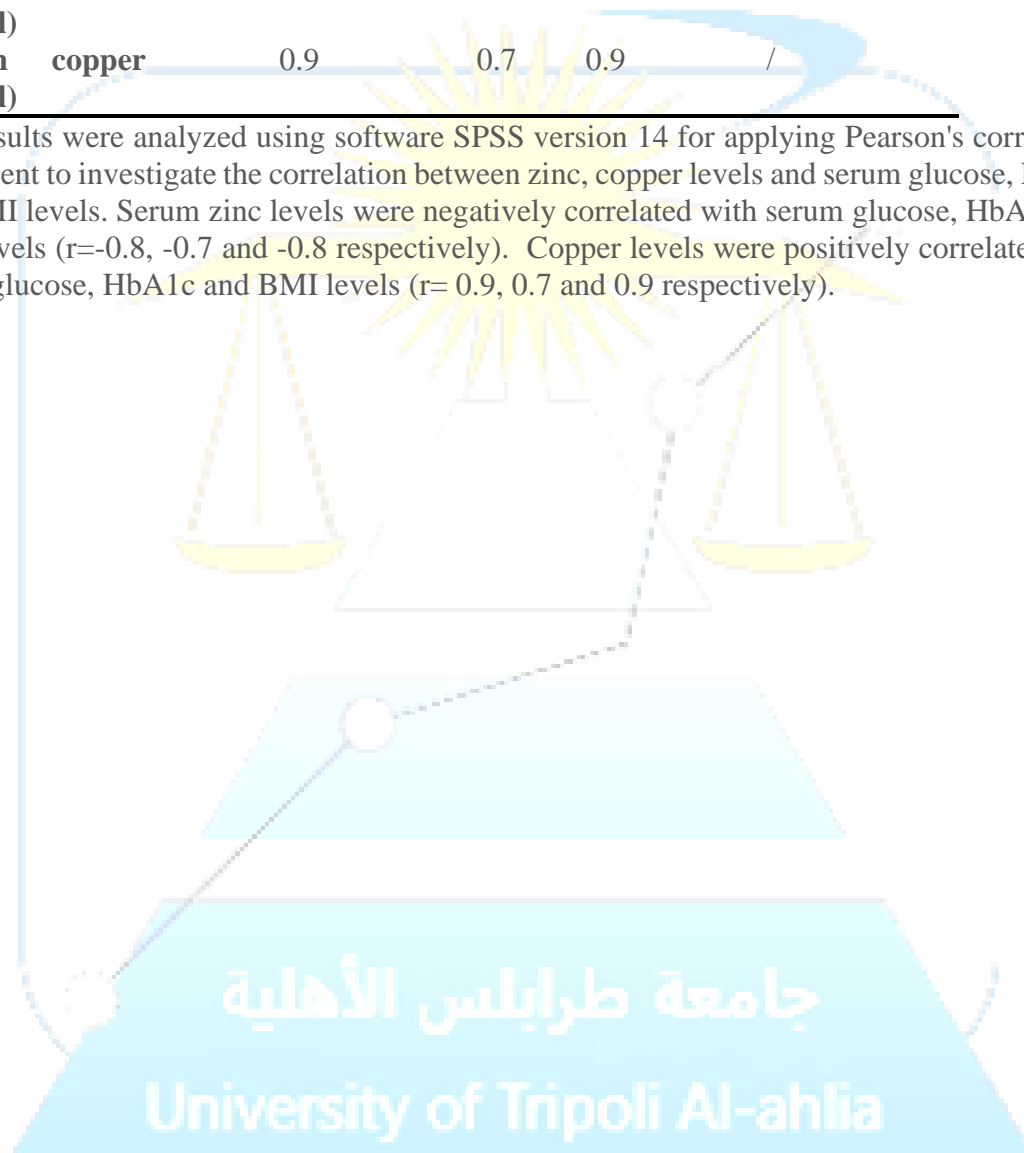 l)
n copper 0.9 0.7 0.9 /
l)
sults were analyzed using software SPSS version 14 for applying Pearson's corr
ent to investigate the correlation between zinc, copper levels and serum glucose, 
MI levels. Serum zinc levels were negatively correlated with serum glucose, HbA
vels (r=-0.8, -0.7 and -0.8 respectively). Copper levels were positively correlate
glucose, HbA1c and BMI levels (r= 0.9, 0.7 and 0.9 respectively).
جامعة طرابلس الأهلية
University of Tripoli Al-ahlia